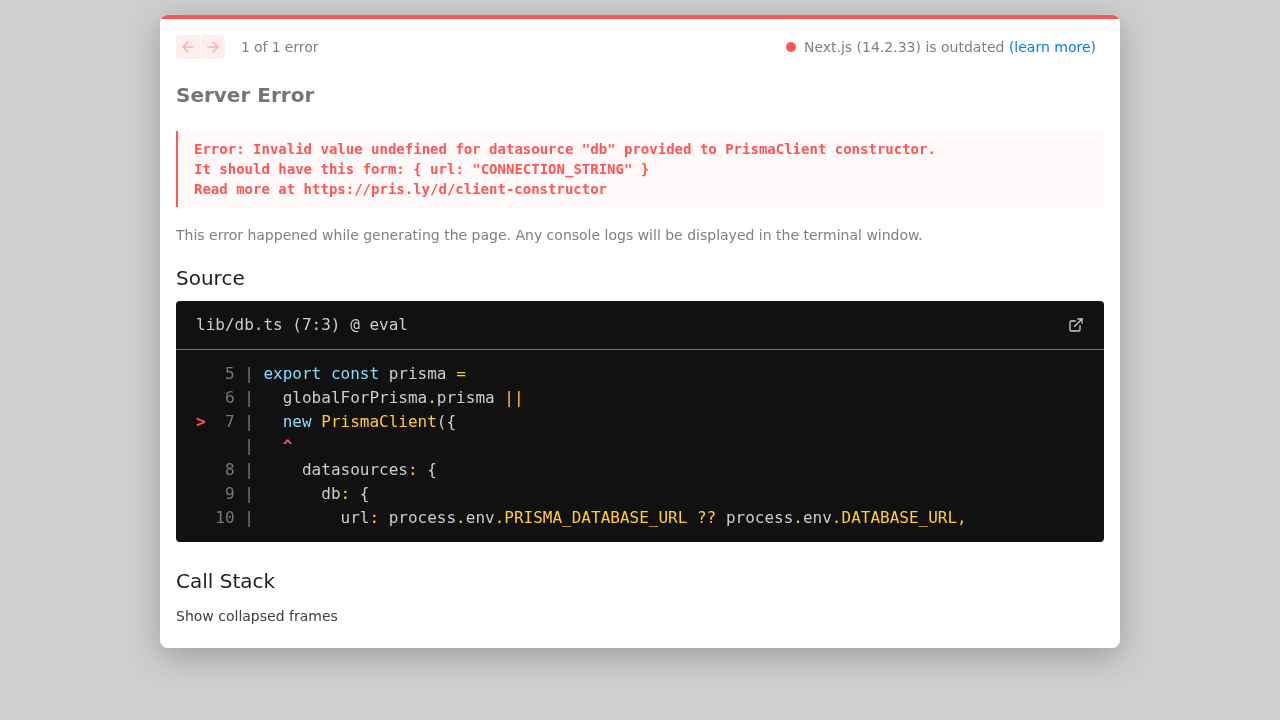 1 of 1 error
Next.js (14.2.33) is outdated (learn more)
Server Error
Error: Invalid value undefined for datasource "db" provided to PrismaClient constructor.
It should have this form: { url: "CONNECTION_STRING" }
Read more at https://pris.ly/d/client-constructor
This error happened while generating the page. Any console logs will be displayed in the terminal window.
Source
lib/db.ts (7:3) @ eval
5 | export const prisma =
6 |   globalForPrisma.prisma ||
> 7 |   new PrismaClient({
|   ^
8 |     datasources: {
9 |       db: {
10 |         url: process.env.PRISMA_DATABASE_URL ?? process.env.DATABASE_URL,
Call Stack
Show collapsed frames